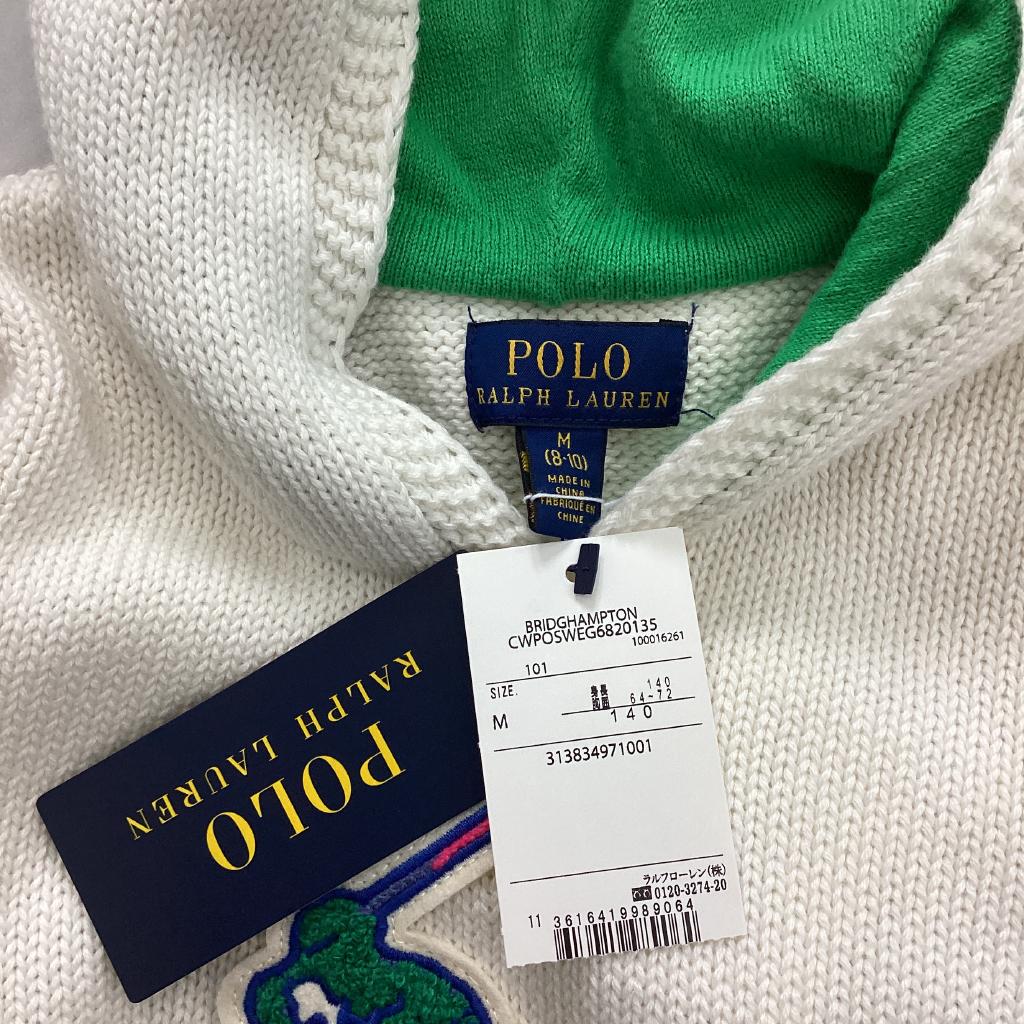 POLO
RALPH LAUREN
M
(8-10)
MADE IN
CHINA
FABRIQUÉ EN
CHINE
BRIDGHAMPTON
CWPOSWEG6820135
100016261
101
SIZE.
身長 140
胸囲 64~72
M 140
313834971001
ラルフローレン(株)
0120-3274-20
11 3616419989064
POLO
RALPH LAUREN